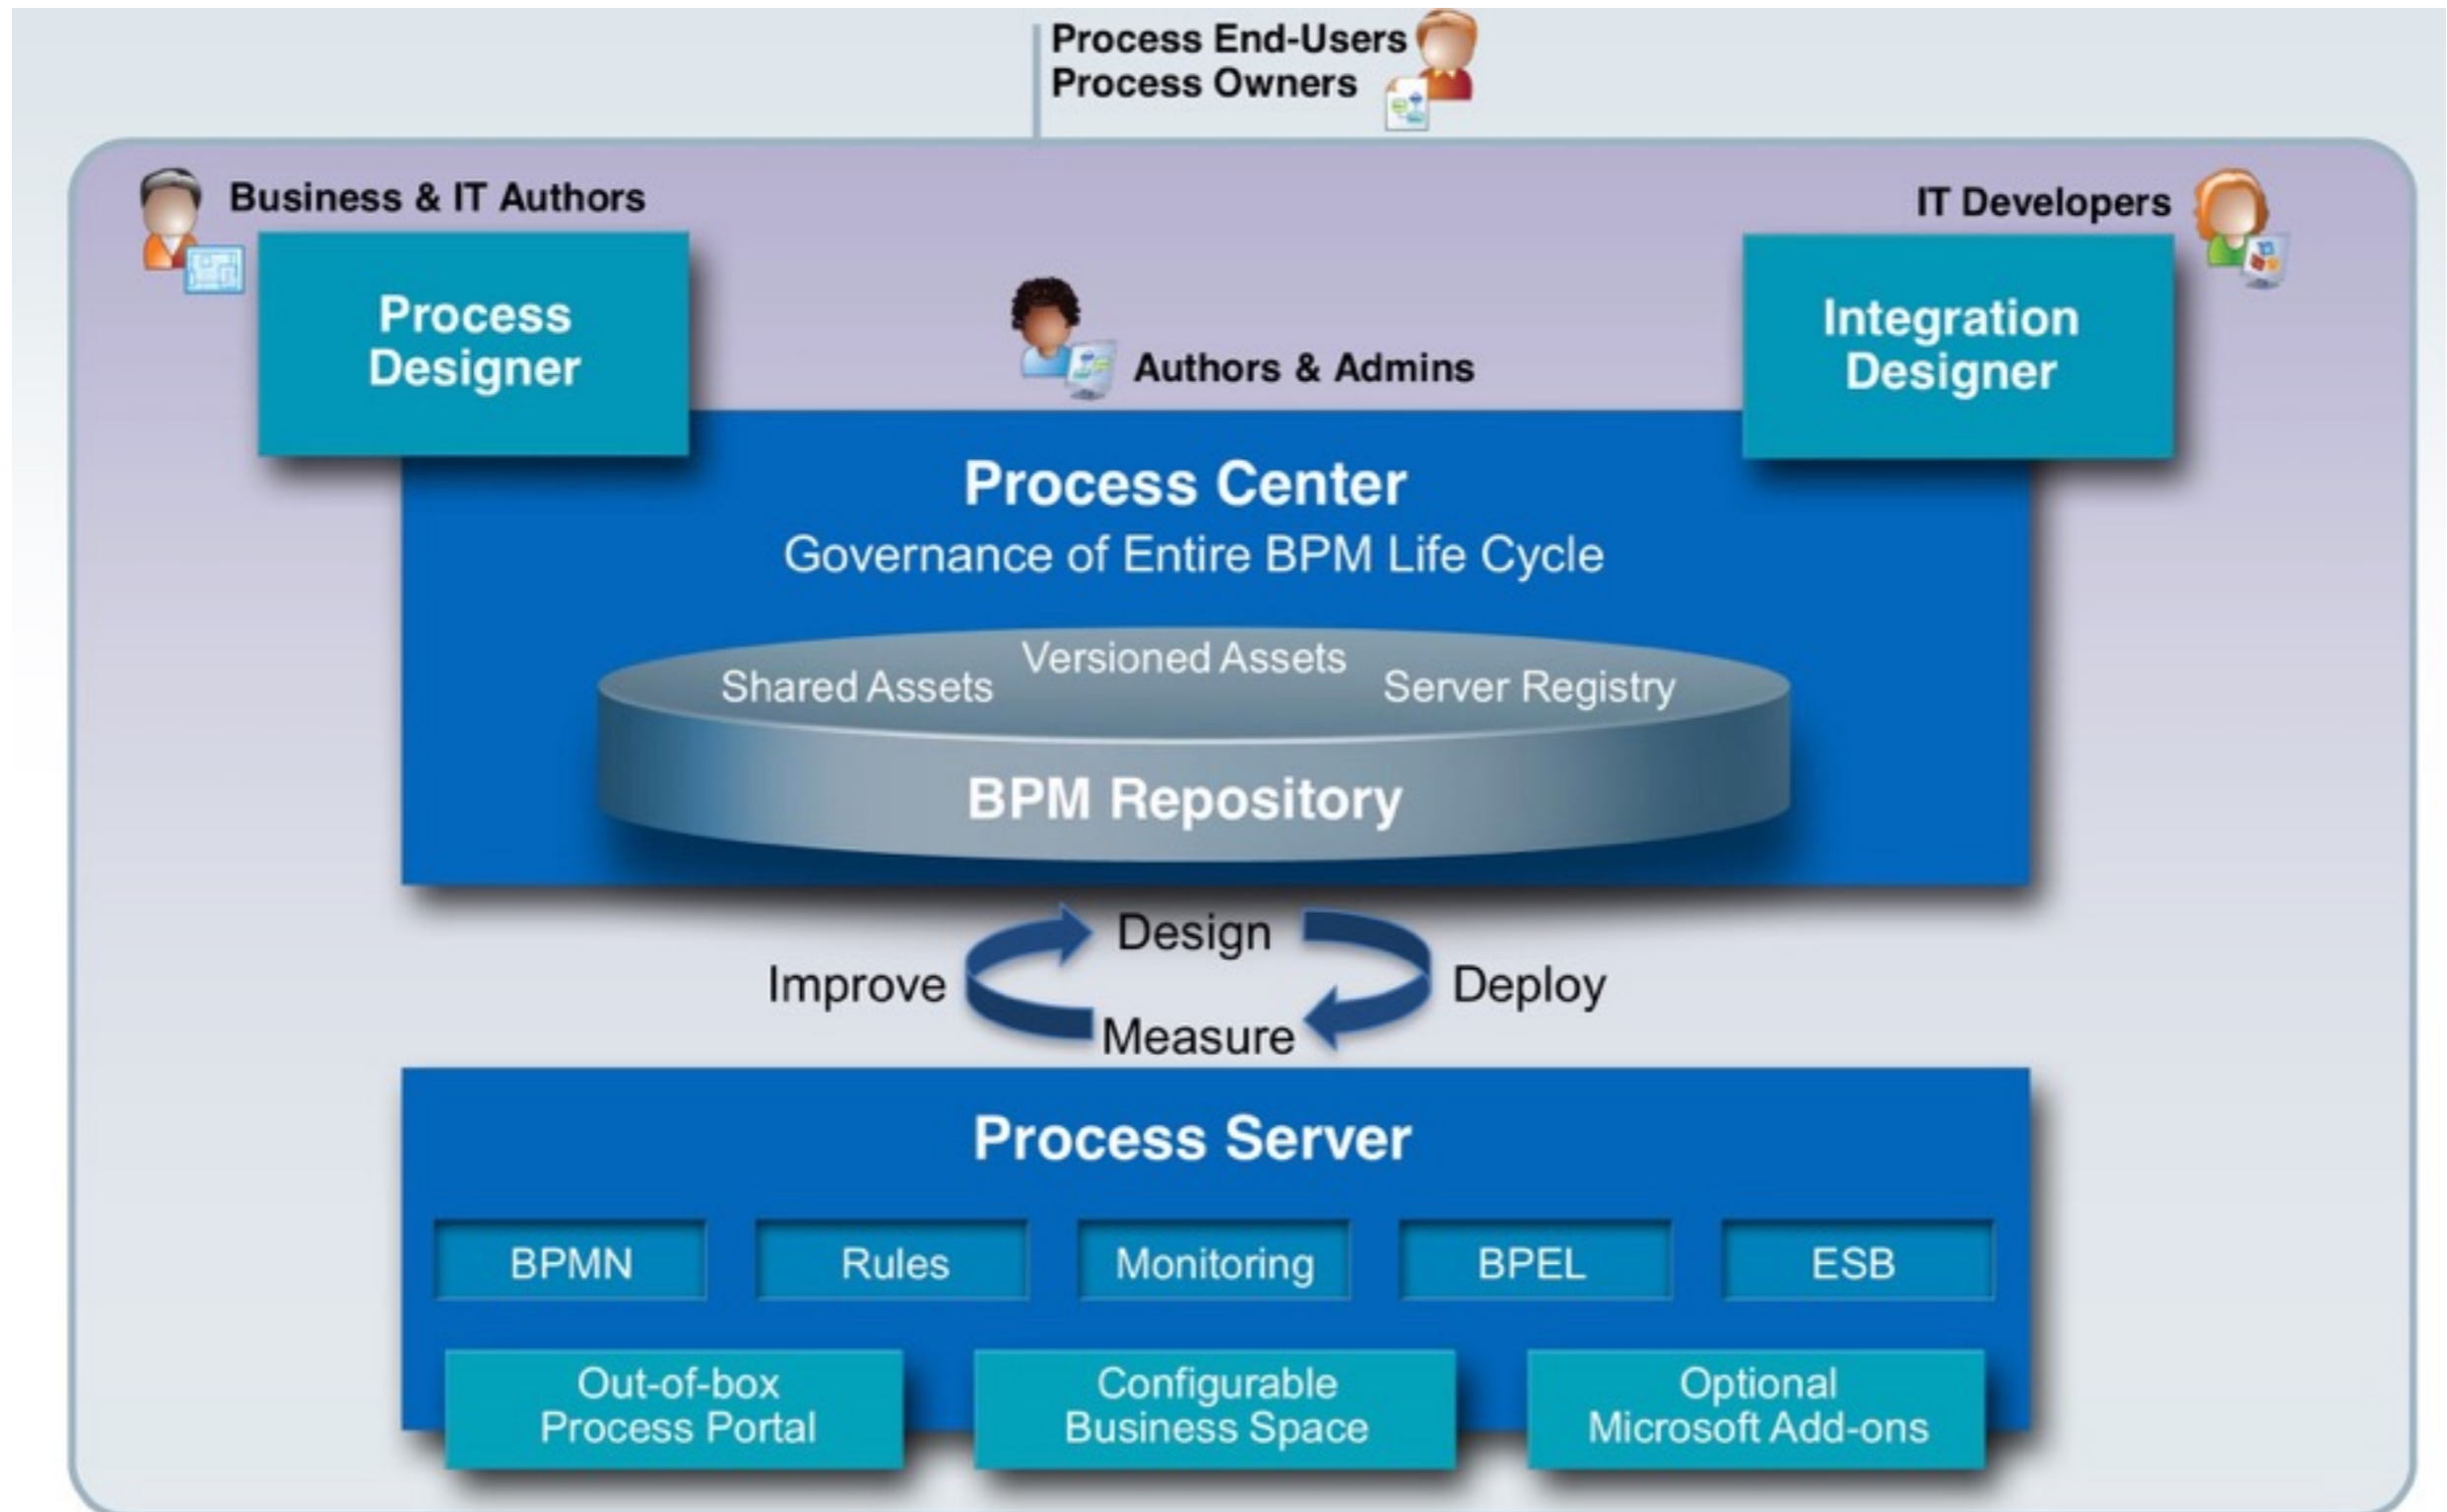 Process End-Users
Process Owners
Business & IT Authors
IT Developers
Process
Designer
Integration
Designer
Authors & Admins
Process Center
Governance of Entire BPM Life Cycle
Versioned Assets
Shared Assets
Server Registry
BPM Repository
Design
Improve
Deploy
Measure
Process Server
BPMN
Rules
Monitoring
BPEL
ESB
Out-of-box
Process Portal
Configurable
Business Space
Optional
Microsoft Add-ons